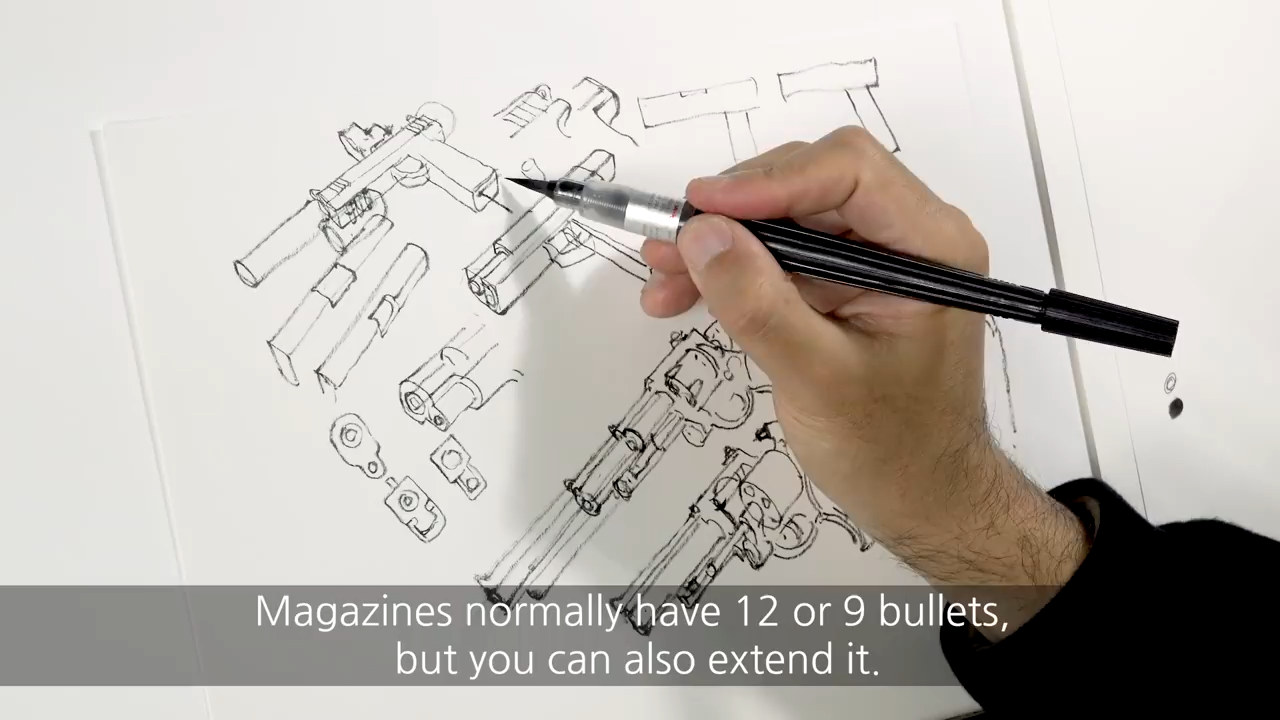 Magazines normally have 12 or 9 bullets,
but you can also extend it.